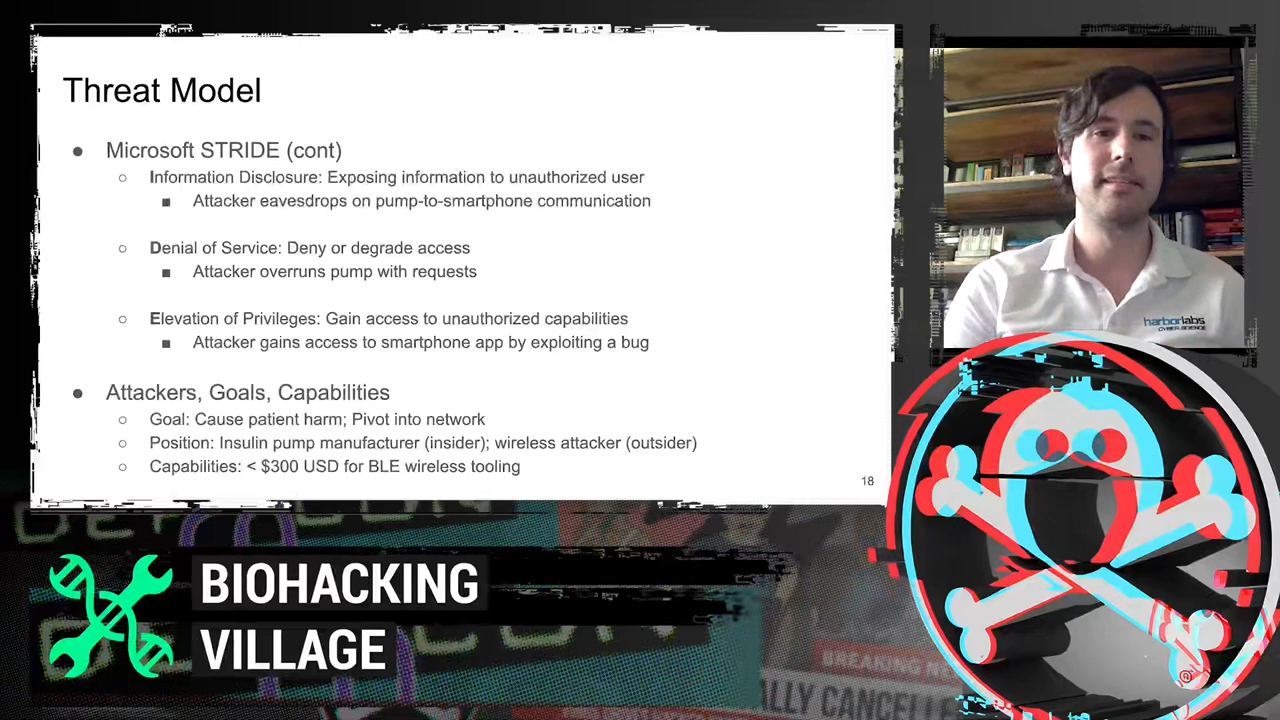 Threat Model
● Microsoft STRIDE (cont)
○ Information Disclosure: Exposing information to unauthorized user
■ Attacker eavesdrops on pump-to-smartphone communication
○ Denial of Service: Deny or degrade access
■ Attacker overruns pump with requests
○ Elevation of Privileges: Gain access to unauthorized capabilities
■ Attacker gains access to smartphone app by exploiting a bug
● Attackers, Goals, Capabilities
○ Goal: Cause patient harm; Pivot into network
○ Position: Insulin pump manufacturer (insider); wireless attacker (outsider)
○ Capabilities: < $300 USD for BLE wireless tooling
18
harborlabs
CYBER-SCIENCE
BIOHACKING
VILLAGE
BREAKING
ALLY CANCELLE